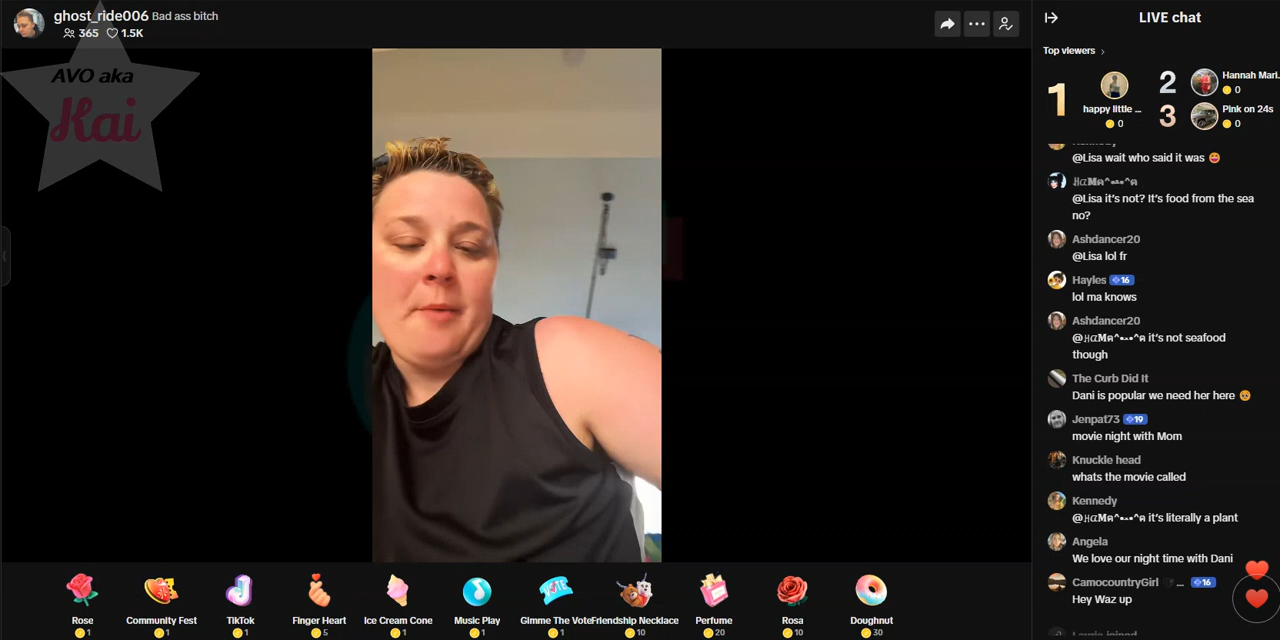 ghost_ride006 Bad ass bitch
365 1.5K
AVO aka
Kai
LIVE chat
Top viewers
1
happy little ...
0
2
Hannah Mari.
0
3
Pink on 24s
0
@Lisa wait who said it was
@Lisa it's not? It's food from the sea
no?
Ashdancer20
@Lisa lol fr
Hayles 16
lol ma knows
Ashdancer20
it's not seafood
though
The Curb Did It
Dani is popular we need her here
Jenpat73 19
movie night with Mom
Knuckle head
whats the movie called
Kennedy
it's literally a plant
Angela
We love our night time with Dani
CamocountryGirl ... 16
Hey Waz up
Rose
1
Community Fest
1
TikTok
1
Finger Heart
5
Ice Cream Cone
1
Music Play
1
Gimme The Vote
1
Friendship Necklace
10
Perfume
20
Rosa
10
Doughnut
30